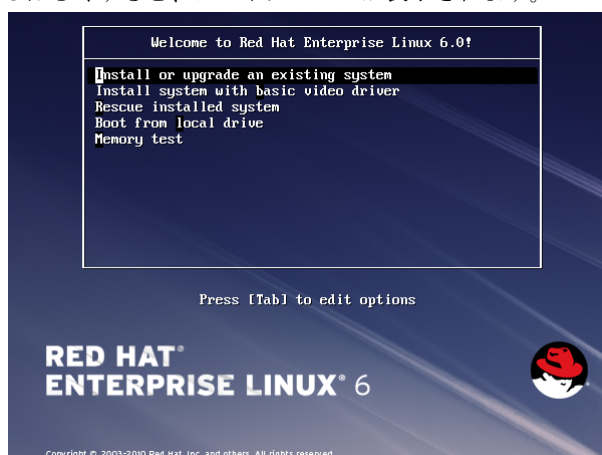 Welcome to Red Hat Enterprise Linux 6.0!
Install or upgrade an existing system
Install system with basic video driver
Rescue installed system
Boot from local drive
Memory test
Press [Tab] to edit options
RED HAT®
ENTERPRISE LINUX® 6
Copyright © 2003-2010 Red Hat, Inc. and others. All rights reserved.